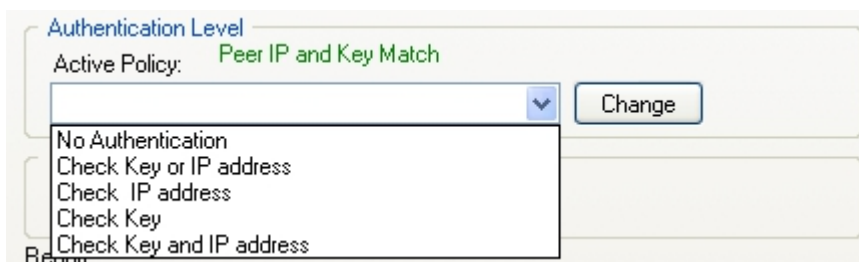 Authentication Level
Active Policy: Peer IP and Key Match
Change
No Authentication
Check Key or IP address
Check  IP address
Check Key
Check Key and IP address